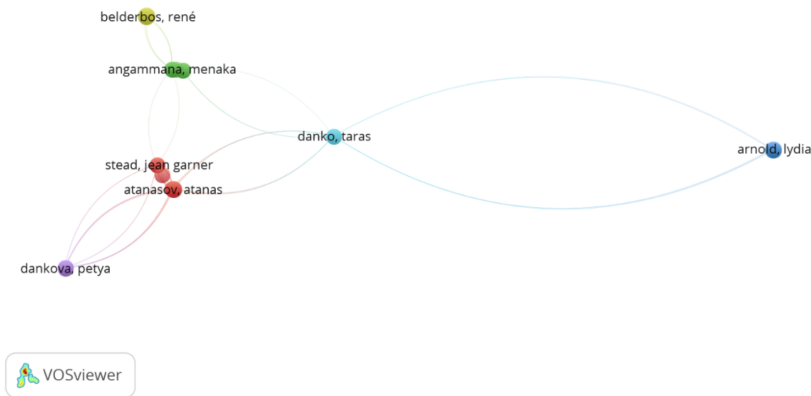 belderbos, rené
angammana, menaka
danko, taras
arnold, lydia
stead, jean garner
atanasov, atanas
dankova, petya
VOSviewer